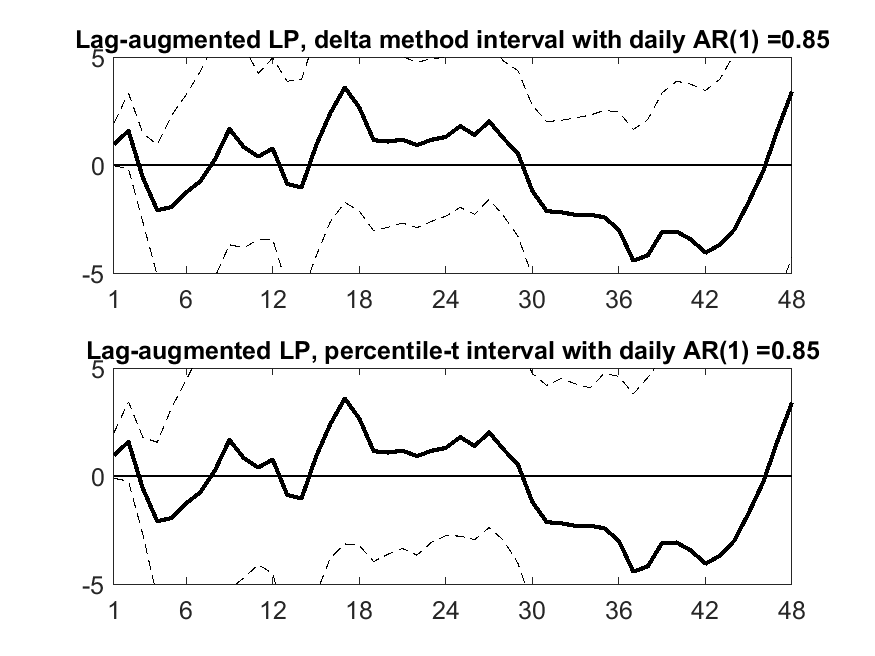 Lag-augmented LP, delta method interval with daily AR(1) =0.85
5
0
-5
1 6 12 18 24 30 36 42 48
Lag-augmented LP, percentile-t interval with daily AR(1) =0.85
5
0
-5
1 6 12 18 24 30 36 42 48